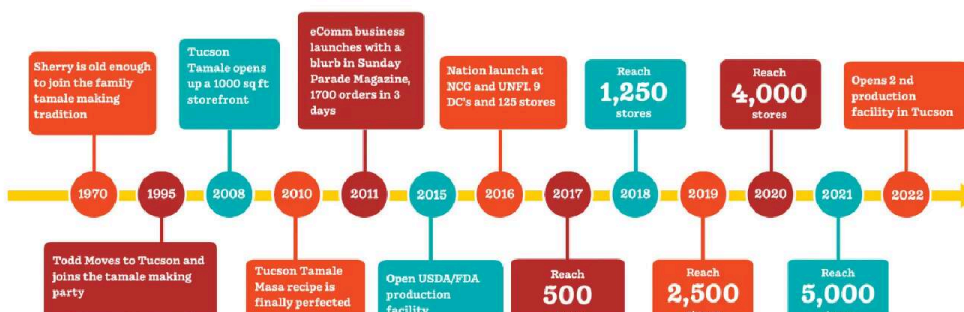 Sherry is old enough
to join the family
tamale making
tradition
Tucson
Tamale opens
up a 1000 sq ft
storefront
eComm business
launches with a
blurb in Sunday
Parade Magazine,
1700 orders in 3
days
Nation launch at
NCG and UNFI. 9
DC's and 125 stores
Reach
1,250
stores
Reach
4,000
stores
Opens 2 nd
production
facility in Tucson
1970
1995
2008
2010
2011
2015
2016
2017
2018
2019
2020
2021
2022
Todd Moves to Tucson and
joins the tamale making
party
Tucson Tamale
Masa recipe is
finally perfected
Open USDA/FDA
production
facility
Reach
500
Reach
2,500
Reach
5,000